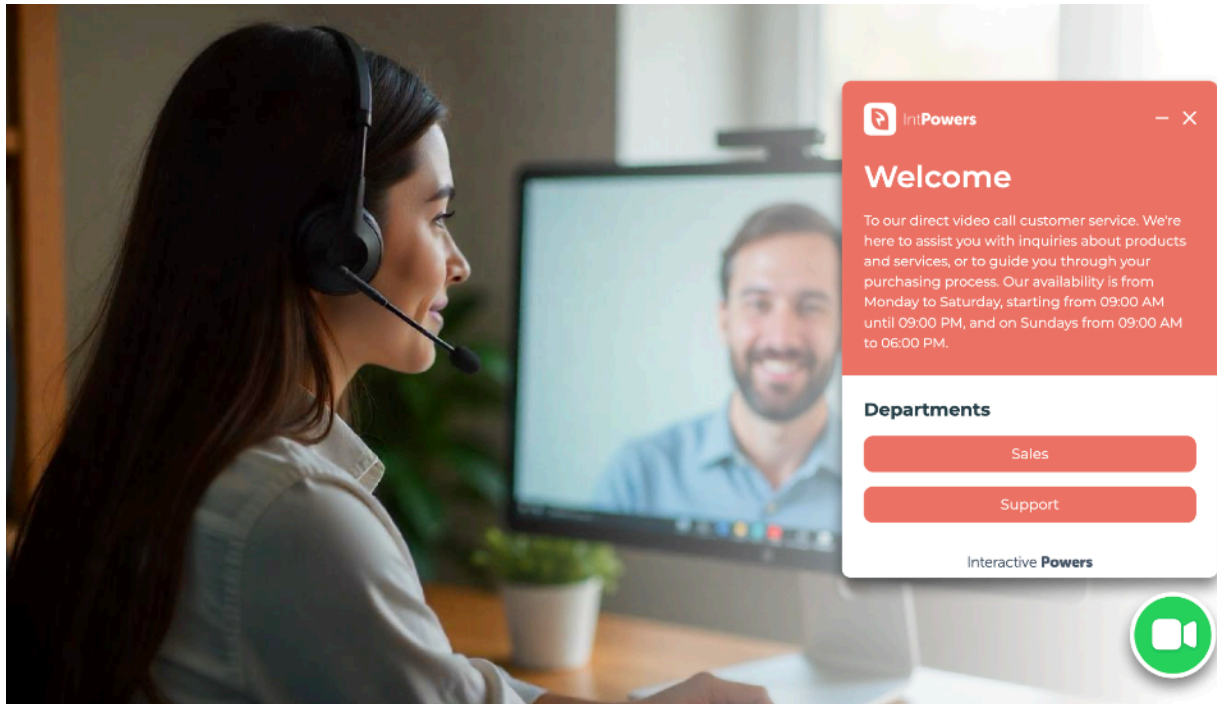 IntPowers
Welcome
To our direct video call customer service. We're
here to assist you with inquiries about products
and services, or to guide you through your
purchasing process. Our availability is from
Monday to Saturday, starting from 09:00 AM
until 09:00 PM, and on Sundays from 09:00 AM
to 06:00 PM.
Departments
Sales
Support
Interactive Powers